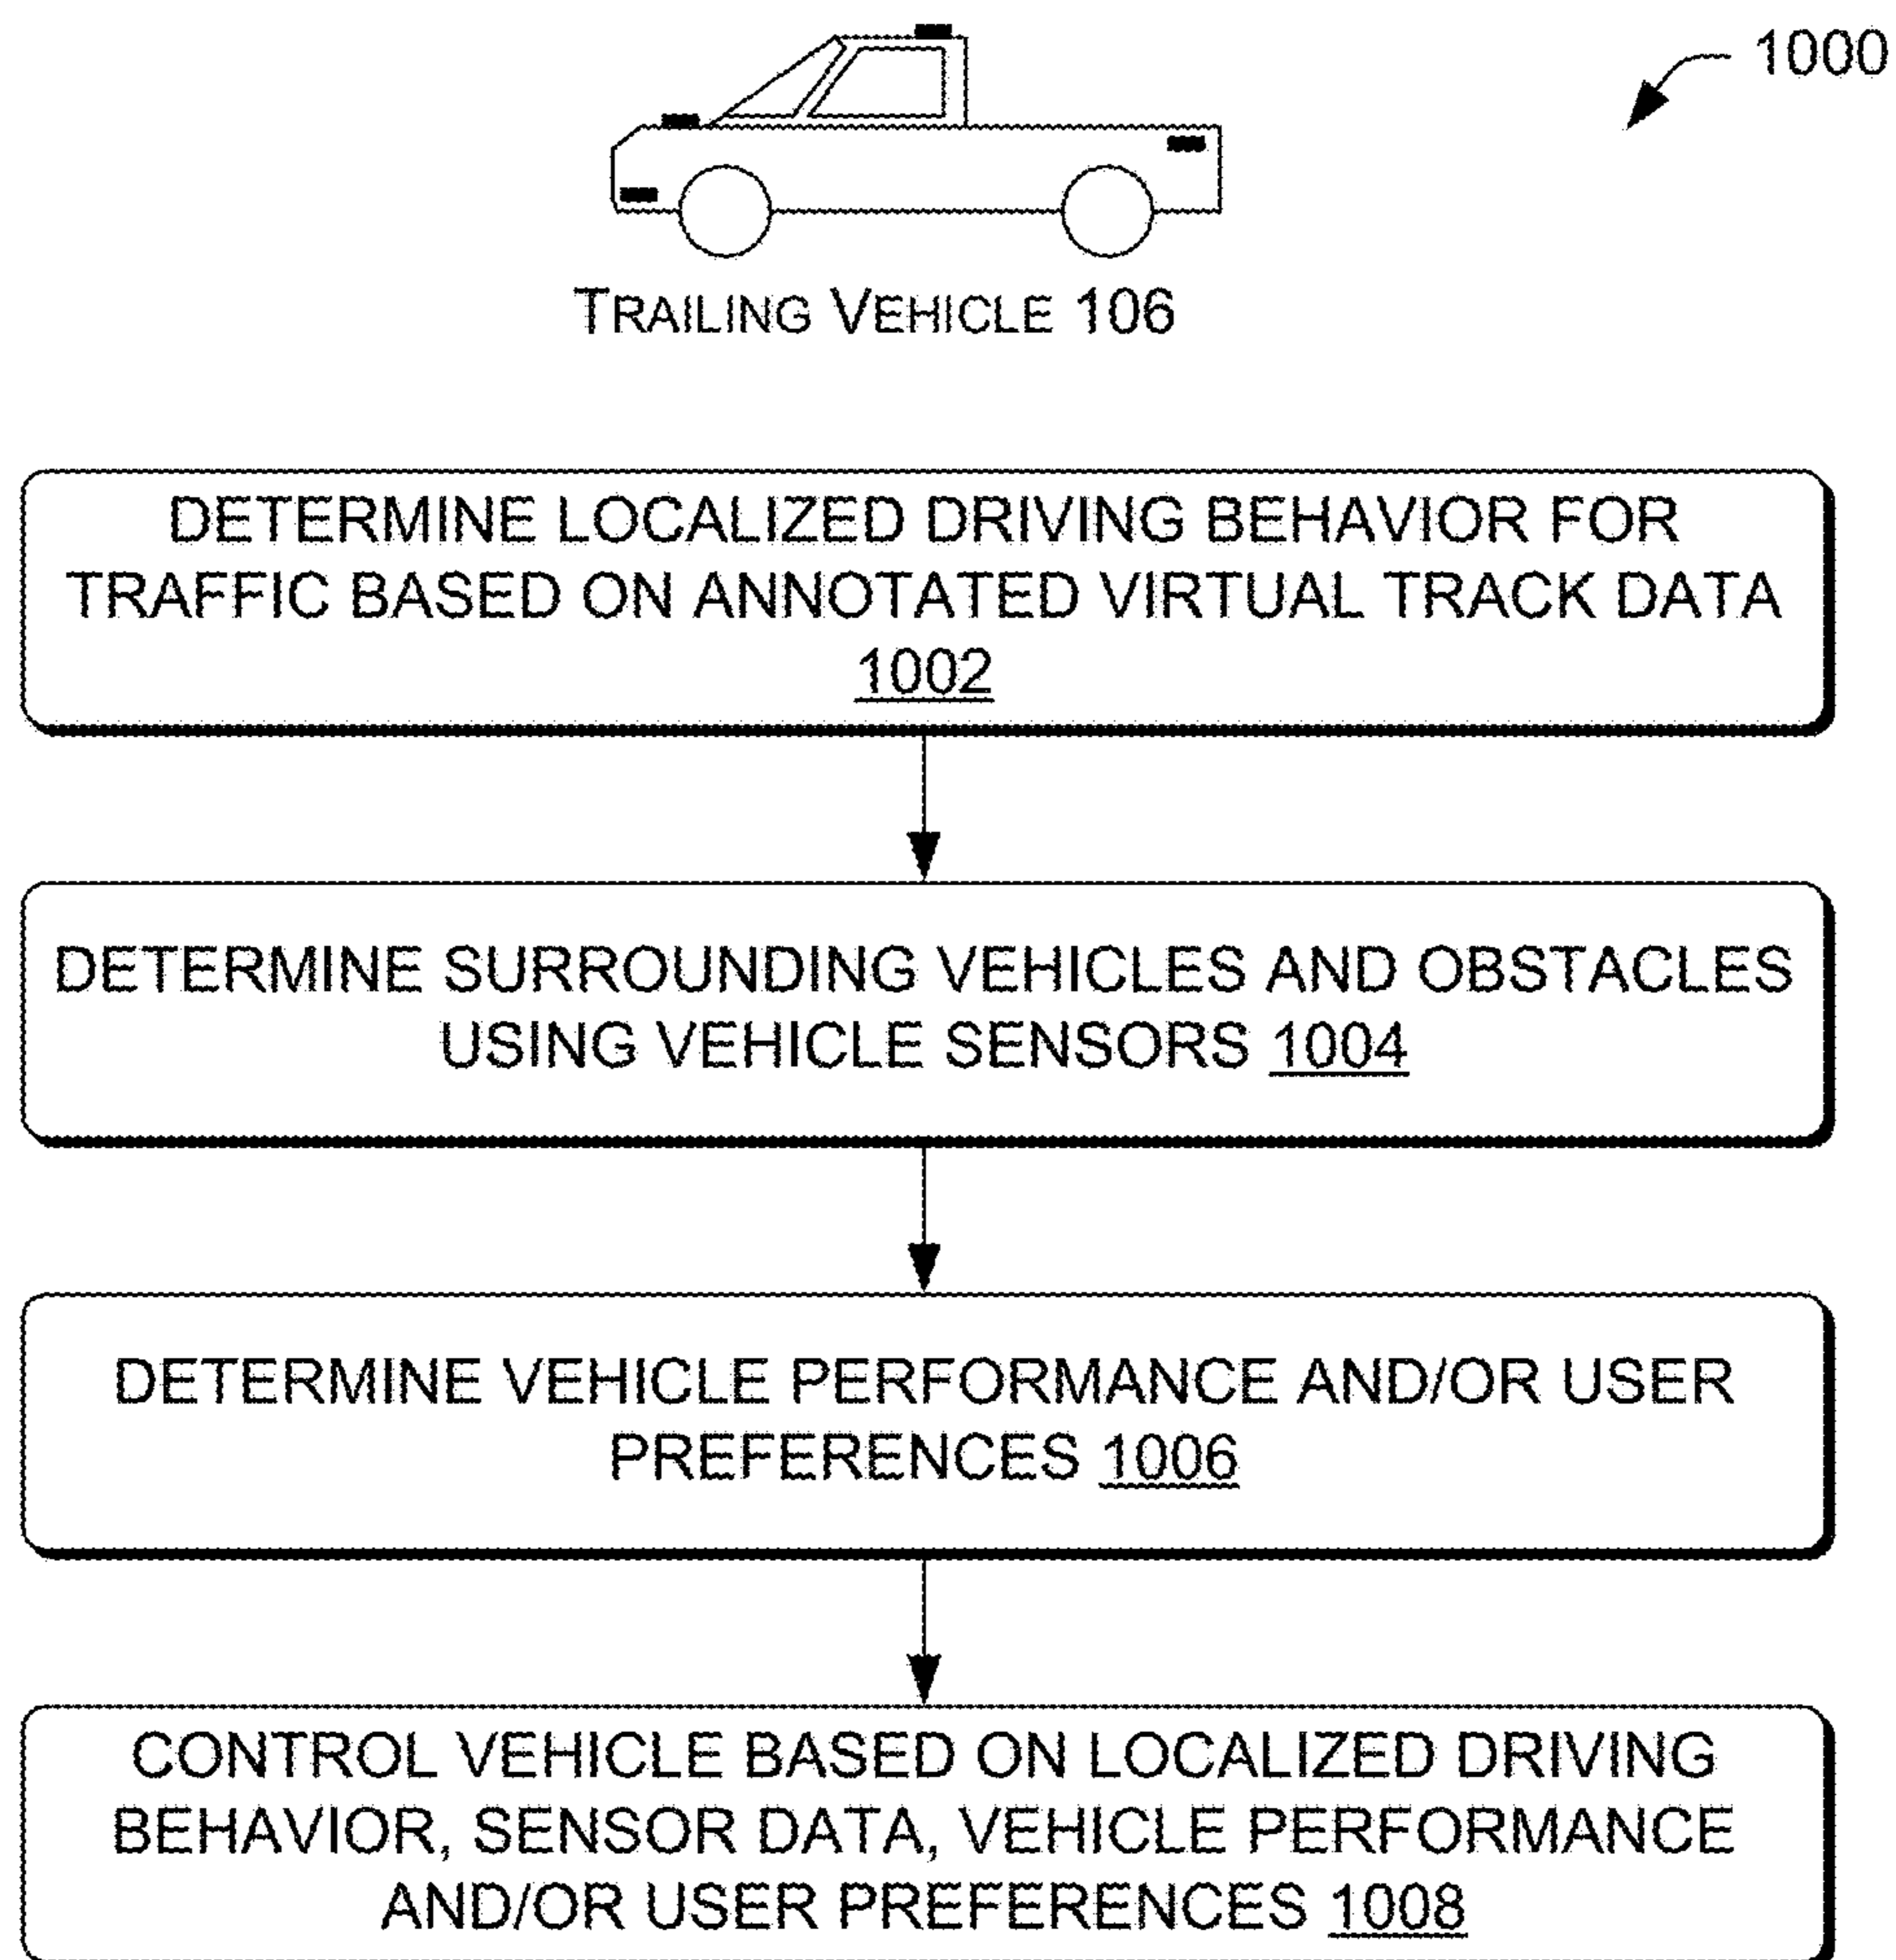 1000
TRAILING VEHICLE 106
DETERMINE LOCALIZED DRIVING BEHAVIOR FOR
TRAFFIC BASED ON ANNOTATED VIRTUAL TRACK DATA
1002
DETERMINE SURROUNDING VEHICLES AND OBSTACLES
USING VEHICLE SENSORS 1004
DETERMINE VEHICLE PERFORMANCE AND/OR USER
PREFERENCES 1006
CONTROL VEHICLE BASED ON LOCALIZED DRIVING
BEHAVIOR, SENSOR DATA, VEHICLE PERFORMANCE
AND/OR USER PREFERENCES 1008